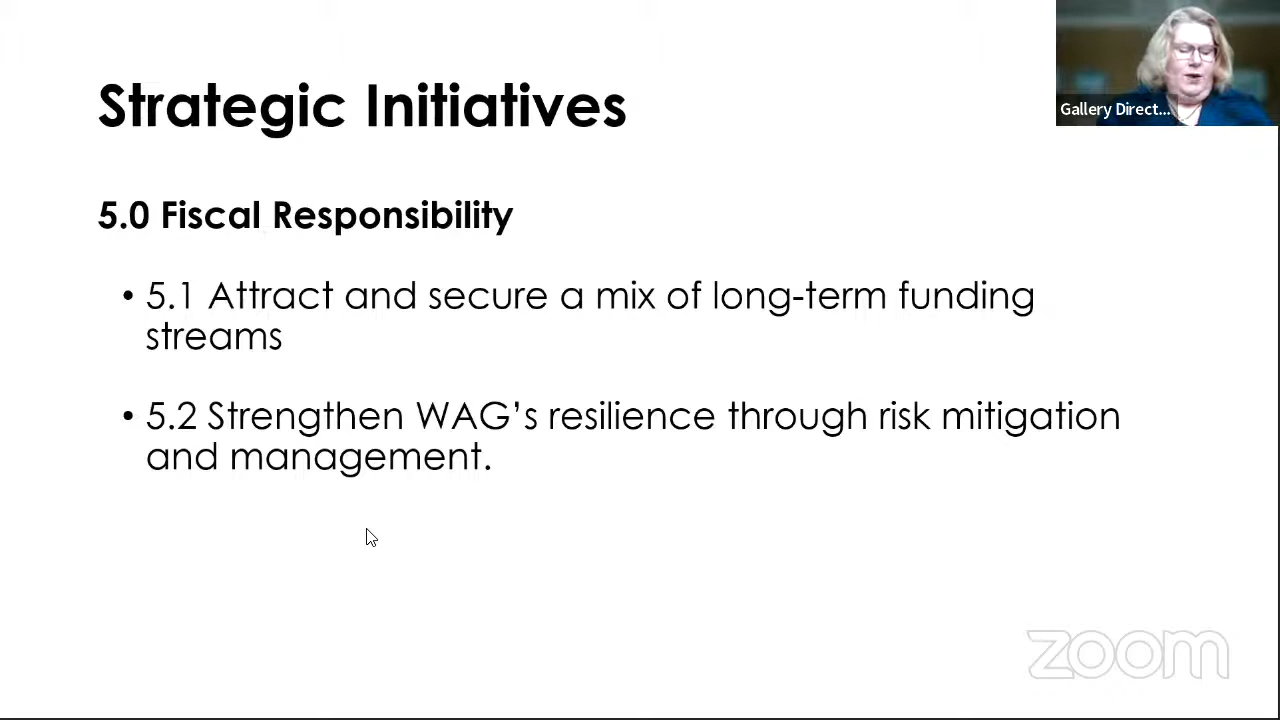 Strategic Initiatives
Gallery Direct...
5.0 Fiscal Responsibility
• 5.1 Attract and secure a mix of long-term funding
streams
• 5.2 Strengthen WAG’s resilience through risk mitigation
and management.
zoom